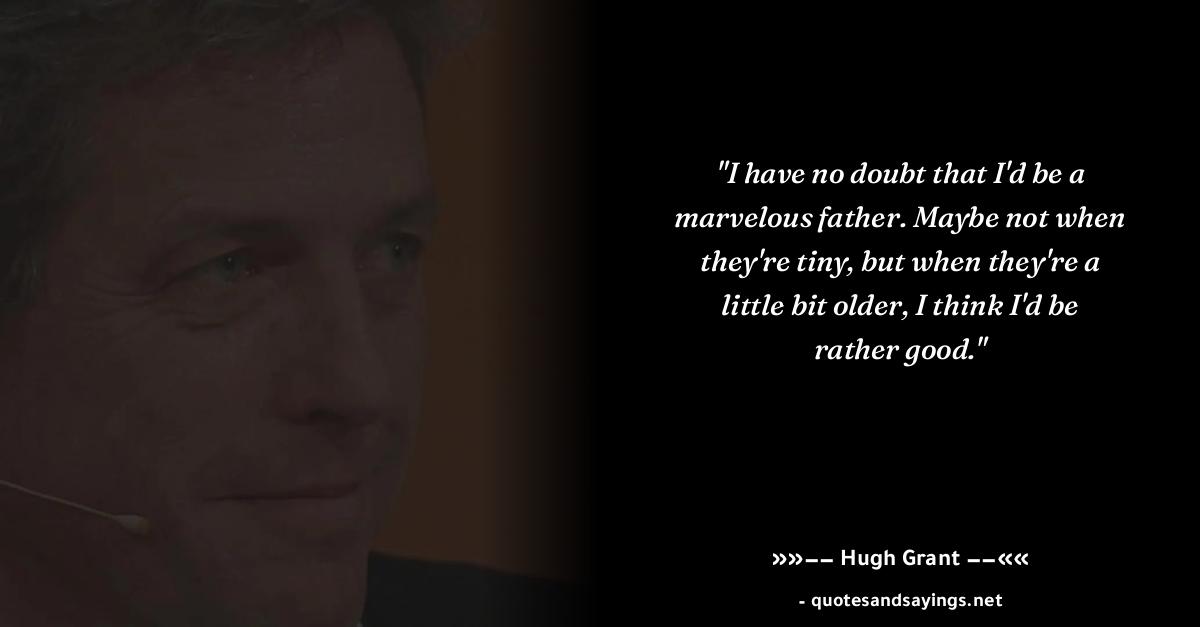 "I have no doubt that I'd be a
marvelous father. Maybe not when
they're tiny, but when they're a
little bit older, I think I'd be
rather good."
»»–– Hugh Grant ––««
- quotesandsayings.net